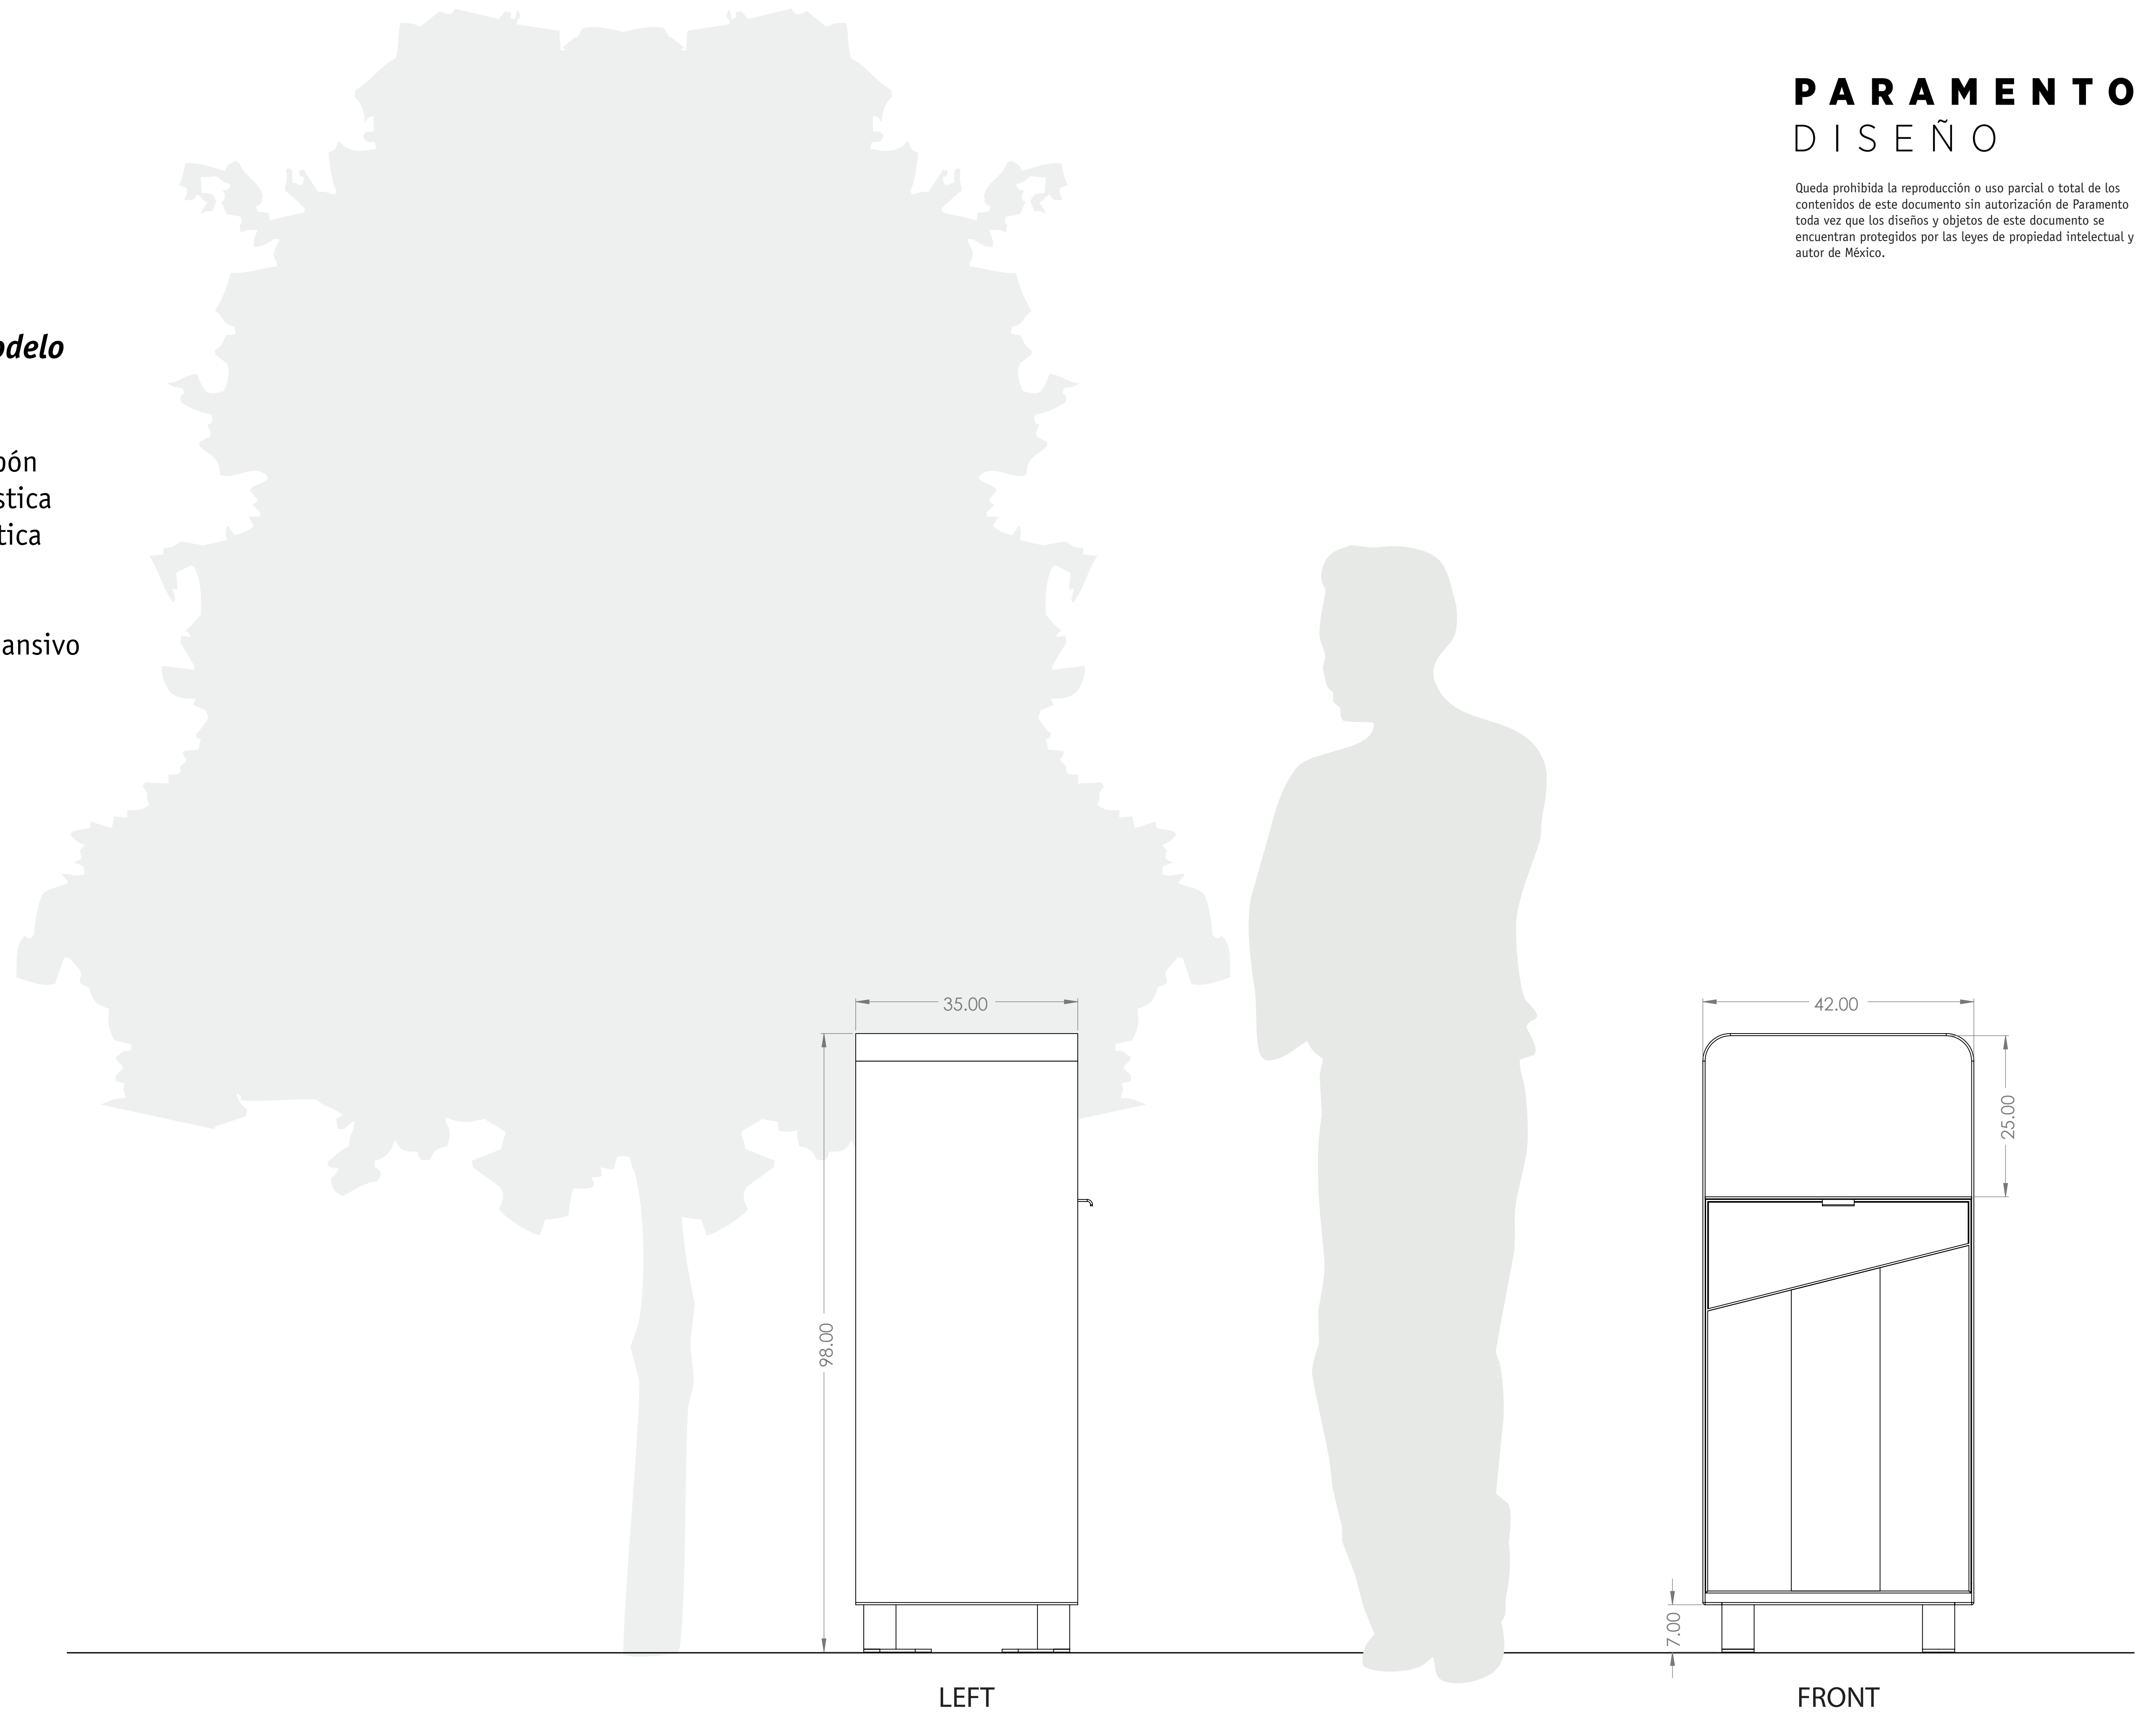 PARAMENTO
DISEÑO
Queda prohibida la reproducción o uso parcial o total de los
contenidos de este documento sin autorización de Paramento
toda vez que los diseños y objetos de este documento se
encuentran protegidos por las leyes de propiedad intelectual y
autor de México.
odelo
bón
stica
tica
ansivo
35.00
42.00
25.00
98.00
7.00
LEFT
FRONT